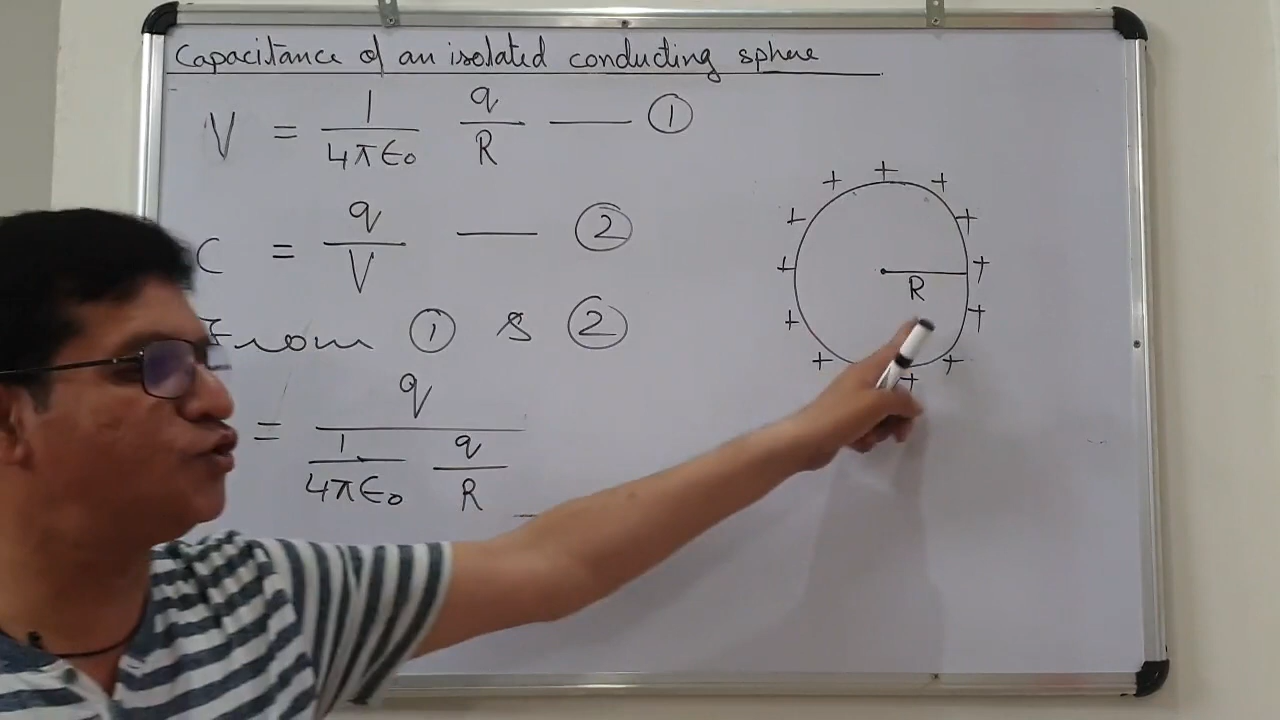 Capacitance of an isolated conducting sphere
V = 1/4πε₀ q/R — ①
C = q/V — ②
From ① & ②
= q / (1/4πε₀ q/R)
+ + + + + + + + + + + + +
R